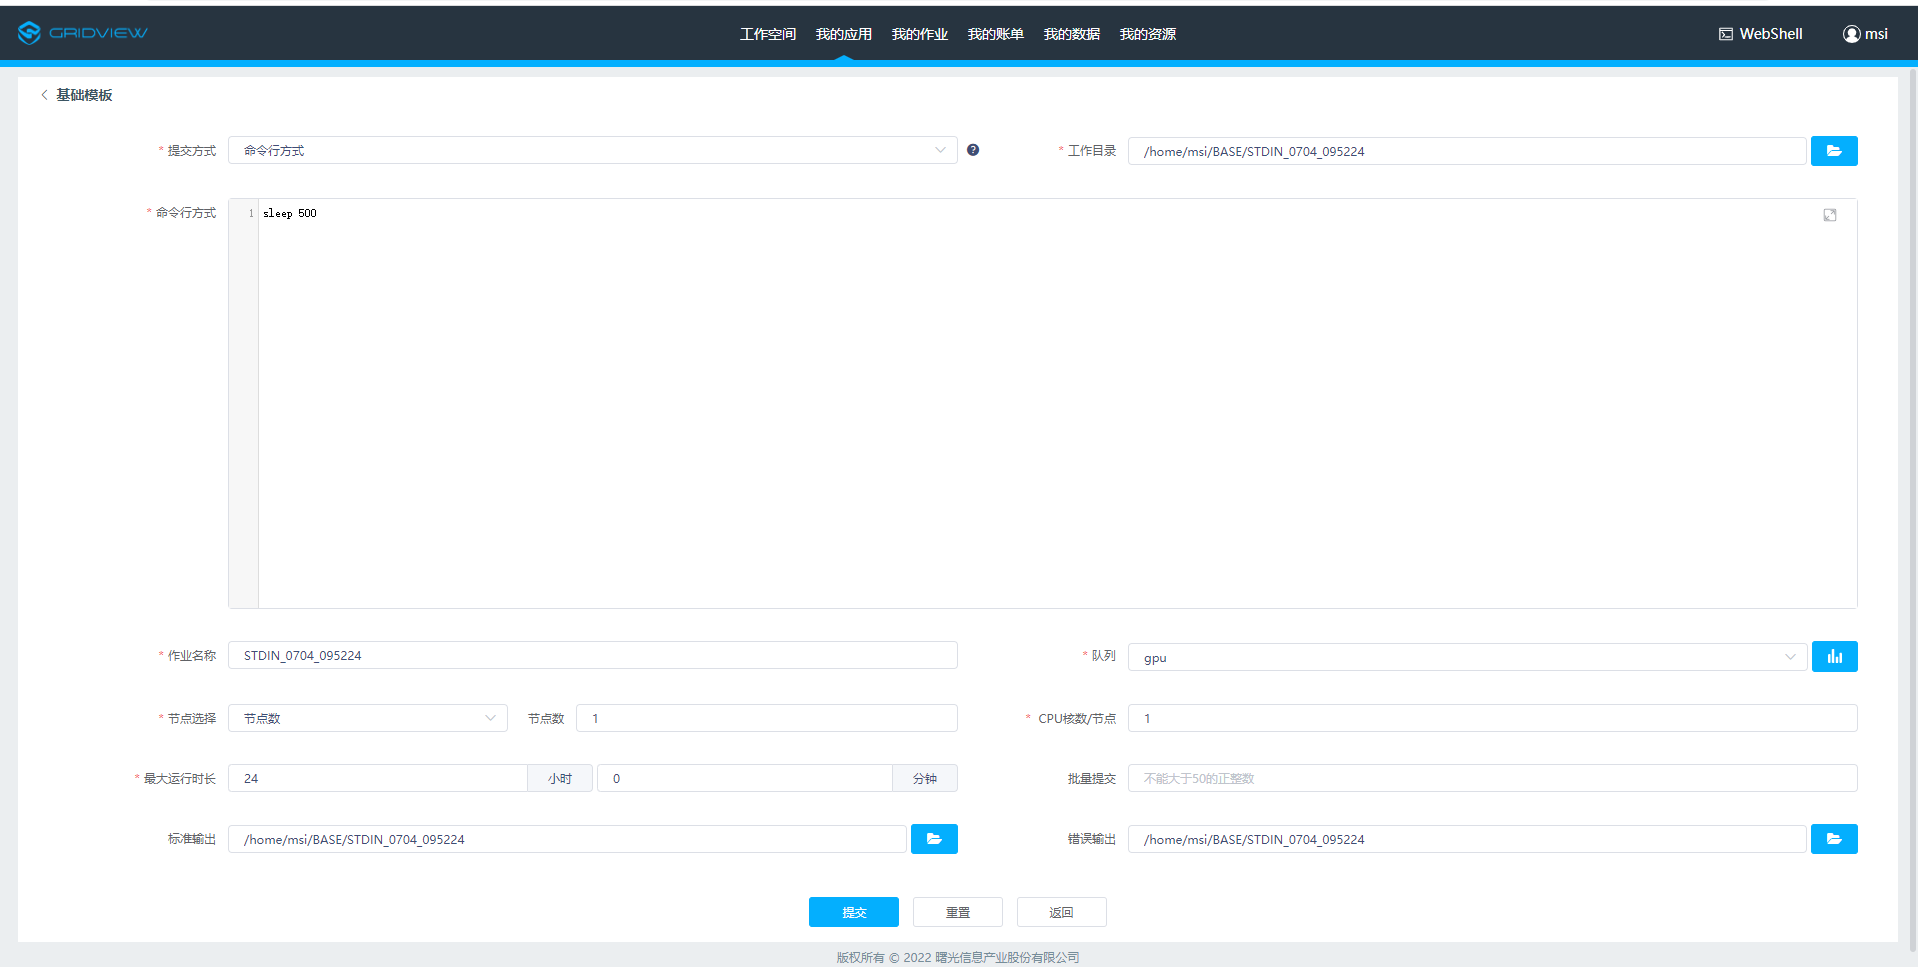 GRIDVIEW 工作空间 我的应用 我的作业 我的账单 我的数据 我的资源 WebShell msi
基础模板
* 提交方式 命令行方式 ? * 工作目录 /home/msi/BASE/STDIN_0704_095224
* 命令行方式 1 sleep 500
* 作业名称 STDIN_0704_095224 * 队列 gpu
* 节点选择 节点数 节点数 1 * CPU核数/节点 1
* 最大运行时长 24 小时 0 分钟 批量提交 不能大于50的正整数
标准输出 /home/msi/BASE/STDIN_0704_095224 错误输出 /home/msi/BASE/STDIN_0704_095224
提交 重置 返回
版权所有 © 2022 曙光信息产业股份有限公司